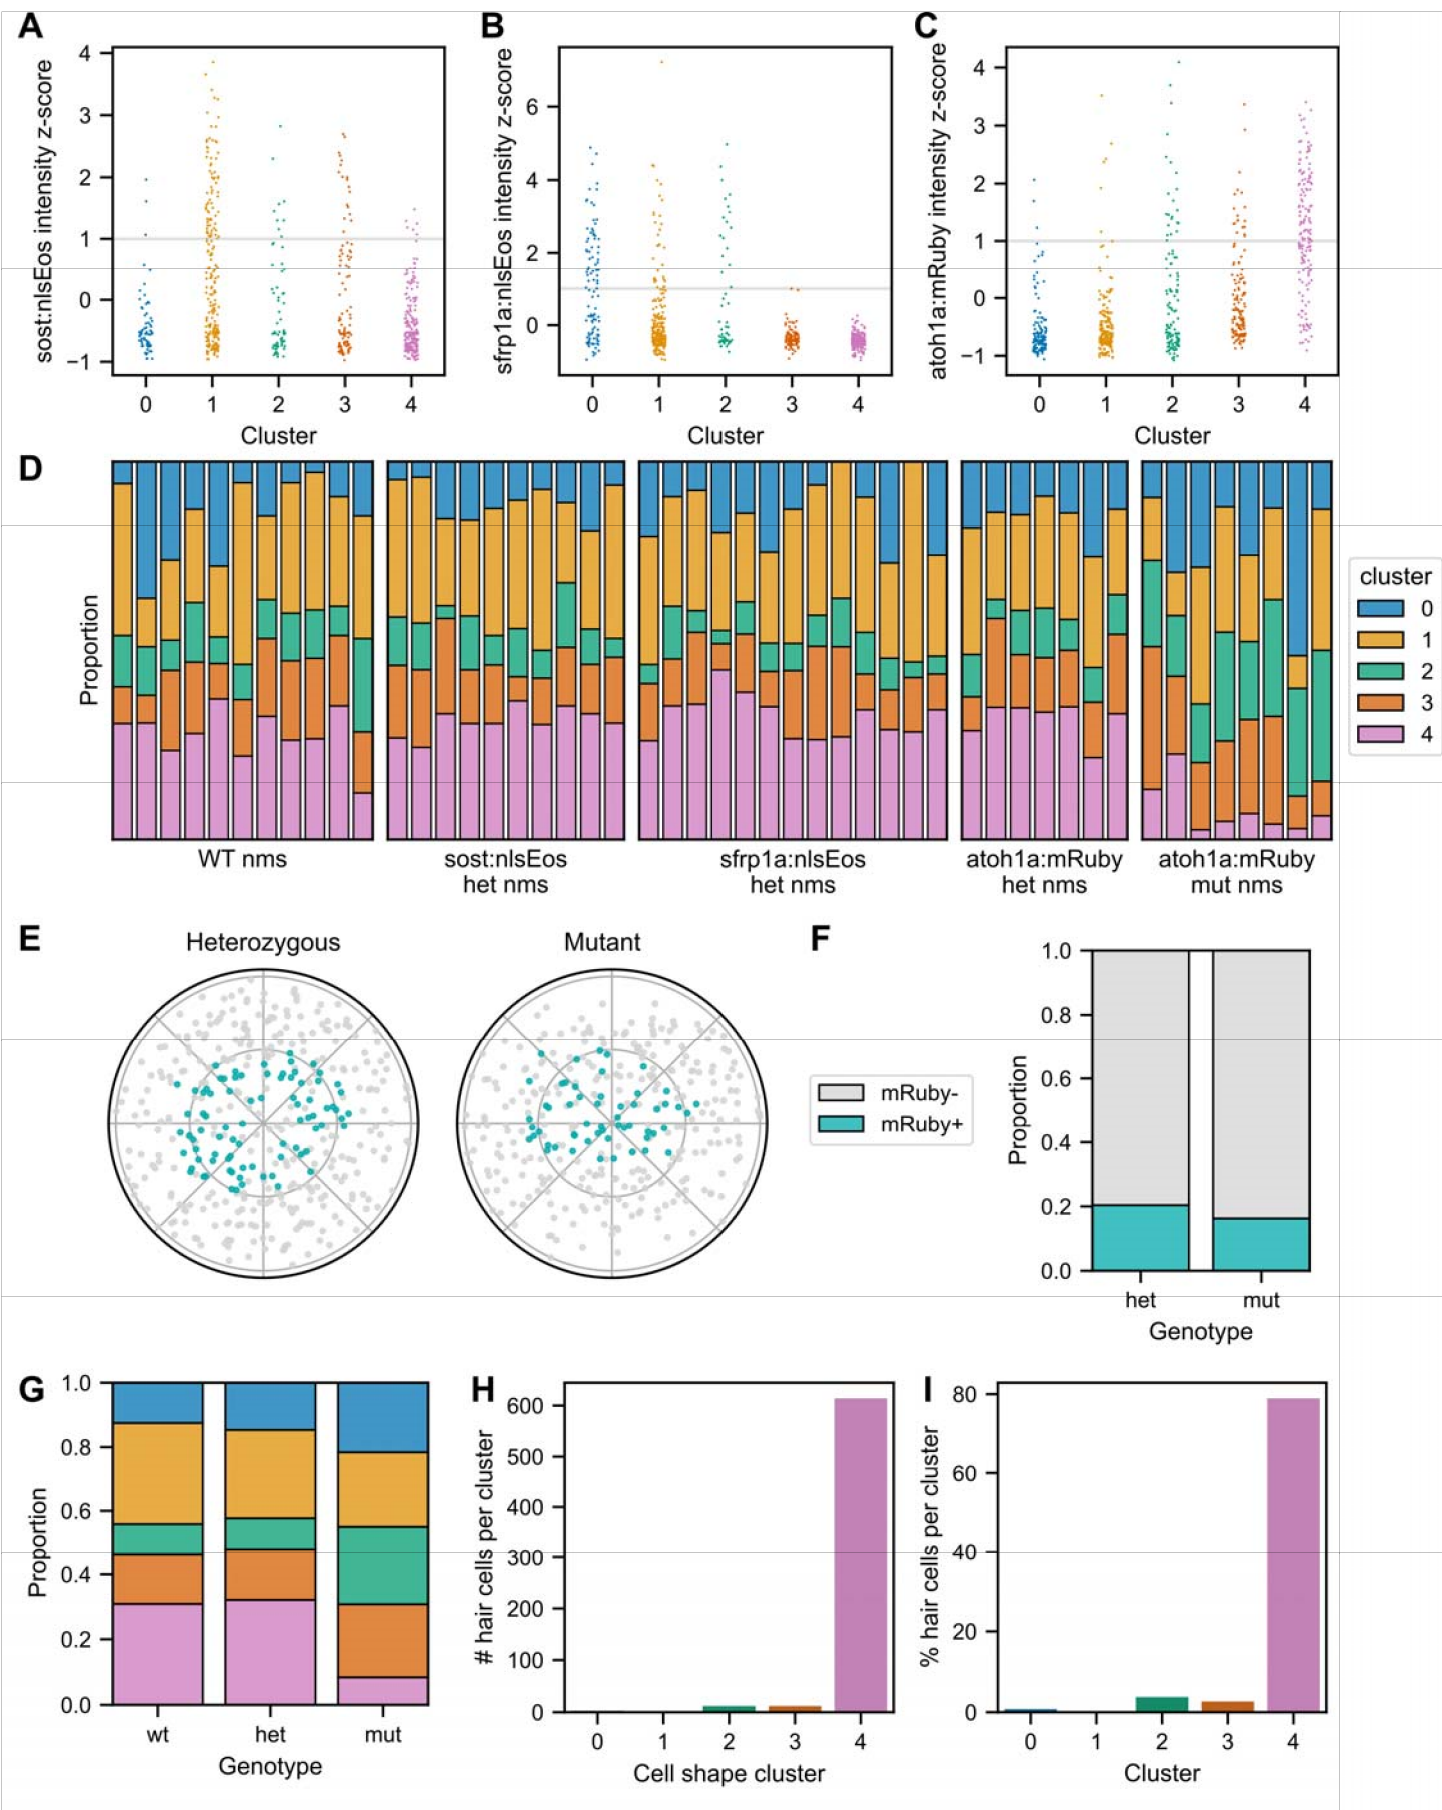 A
B
C
sost:nlsEos intensity z-score
4
3
2
1
0
−1
0 1 2 3 4
Cluster
sfrp1a:nlsEos intensity z-score
6
4
2
0
0 1 2 3 4
Cluster
atoh1a:mRuby intensity z-score
4
3
2
1
0
−1
0 1 2 3 4
Cluster
D
Proportion
WT nms
sost:nlsEos
het nms
sfrp1a:nlsEos
het nms
atoh1a:mRuby
het nms
atoh1a:mRuby
mut nms
cluster
0
1
2
3
4
E
Heterozygous
Mutant
F
mRuby-
mRuby+
Proportion
1.0
0.8
0.6
0.4
0.2
0.0
het mut
Genotype
G
Proportion
1.0
0.8
0.6
0.4
0.2
0.0
wt het mut
Genotype
H
# hair cells per cluster
600
500
400
300
200
100
0
0 1 2 3 4
Cell shape cluster
I
% hair cells per cluster
80
60
40
20
0
0 1 2 3 4
Cluster